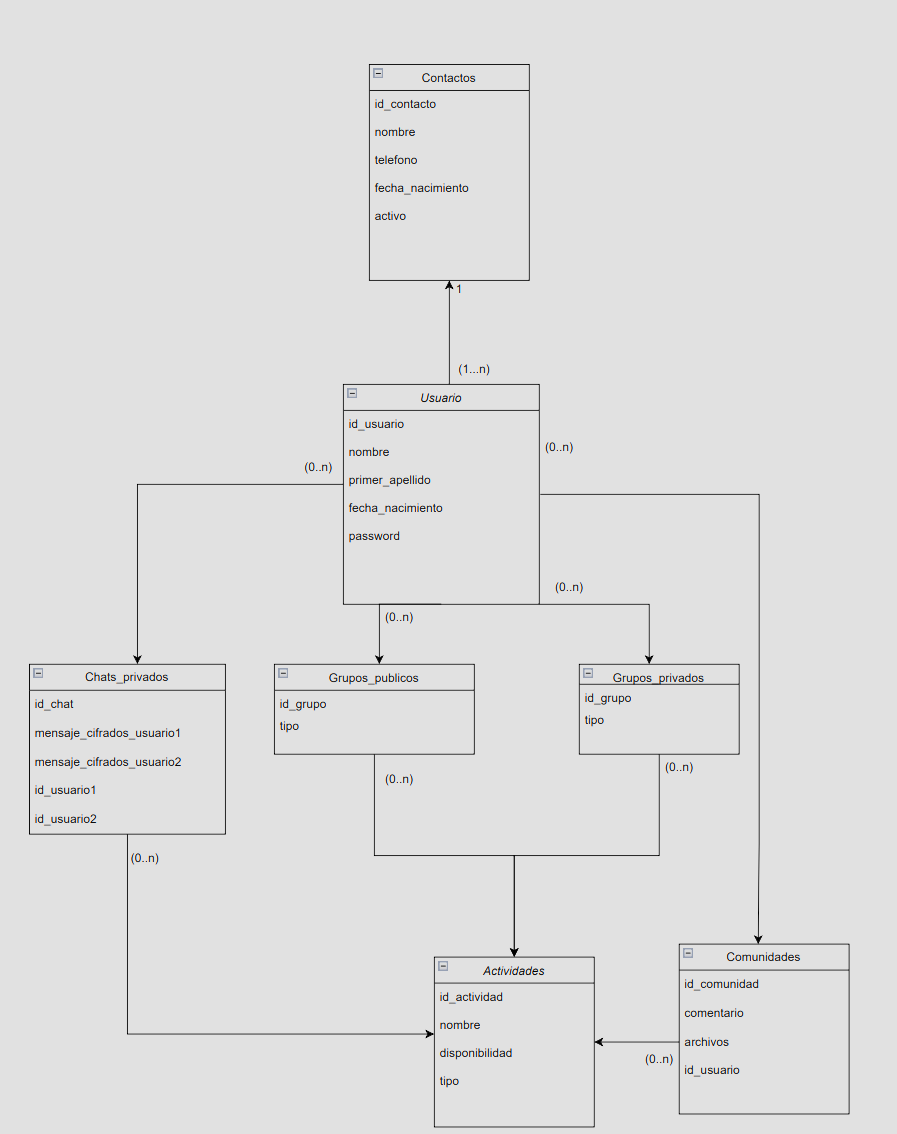 Contactos
id_contacto
nombre
telefono
fecha_nacimiento
activo
1
(1...n)
Usuario
id_usuario
nombre
primer_apellido
fecha_nacimiento
password
(0..n)
(0..n)
(0..n)
(0..n)
Chats_privados
id_chat
mensaje_cifrados_usuario1
mensaje_cifrados_usuario2
id_usuario1
id_usuario2
(0..n)
Grupos_publicos
id_grupo
tipo
(0..n)
Grupos_privados
id_grupo
tipo
(0..n)
Actividades
id_actividad
nombre
disponibilidad
tipo
Comunidades
id_comunidad
comentario
archivos
id_usuario
(0..n)